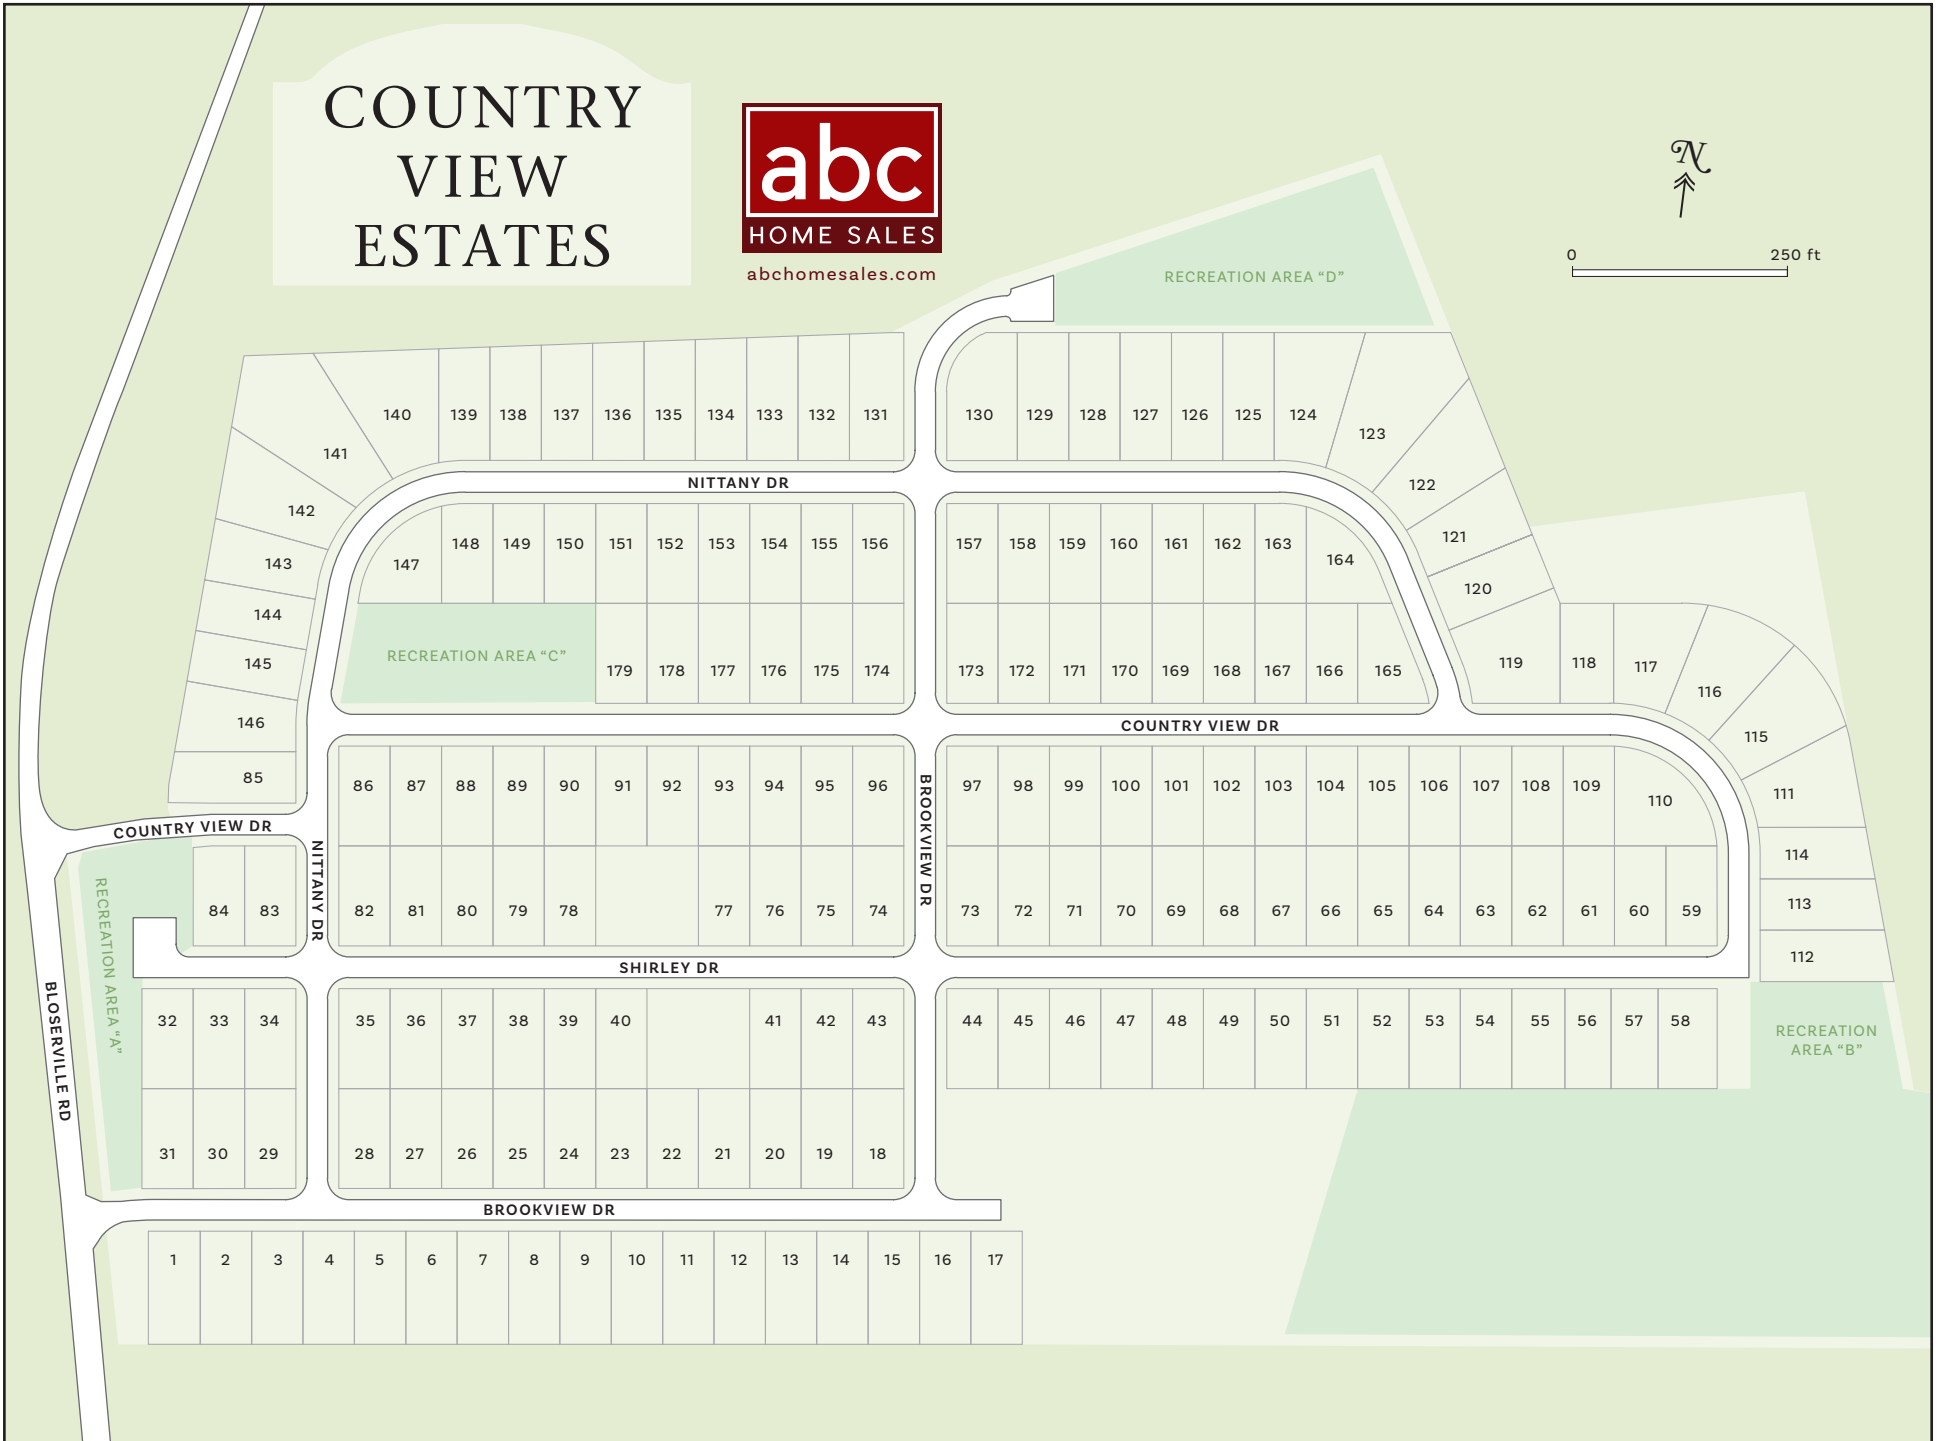 COUNTRY
VIEW
ESTATES
abc
HOME SALES
abchomesales.com
N
0 250 ft
RECREATION AREA “D”
140 139 138 137 136 135 134 133 132 131 130 129 128 127 126 125 124
123
141
122
142
NITTANY DR
121
143
148 149 150 151 152 153 154 155 156 157 158 159 160 161 162 163
147
164
120
144
145
RECREATION AREA “C”
179 178 177 176 175 174 173 172 171 170 169 168 167 166 165
119 118 117
116
146
COUNTRY VIEW DR
115
85
86 87 88 89 90 91 92 93 94 95 96 97 98 99 100 101 102 103 104 105 106 107 108 109
110
111
COUNTRY VIEW DR
BROOKVIEW DR
NITTANY DR
114
113
84 83 82 81 80 79 78 77 76 75 74 73 72 71 70 69 68 67 66 65 64 63 62 61 60 59
RECREATION AREA “A”
112
SHIRLEY DR
BLOSERVILLE RD
32 33 34 35 36 37 38 39 40 41 42 43 44 45 46 47 48 49 50 51 52 53 54 55 56 57 58
RECREATION
AREA “B”
31 30 29 28 27 26 25 24 23 22 21 20 19 18
BROOKVIEW DR
1 2 3 4 5 6 7 8 9 10 11 12 13 14 15 16 17